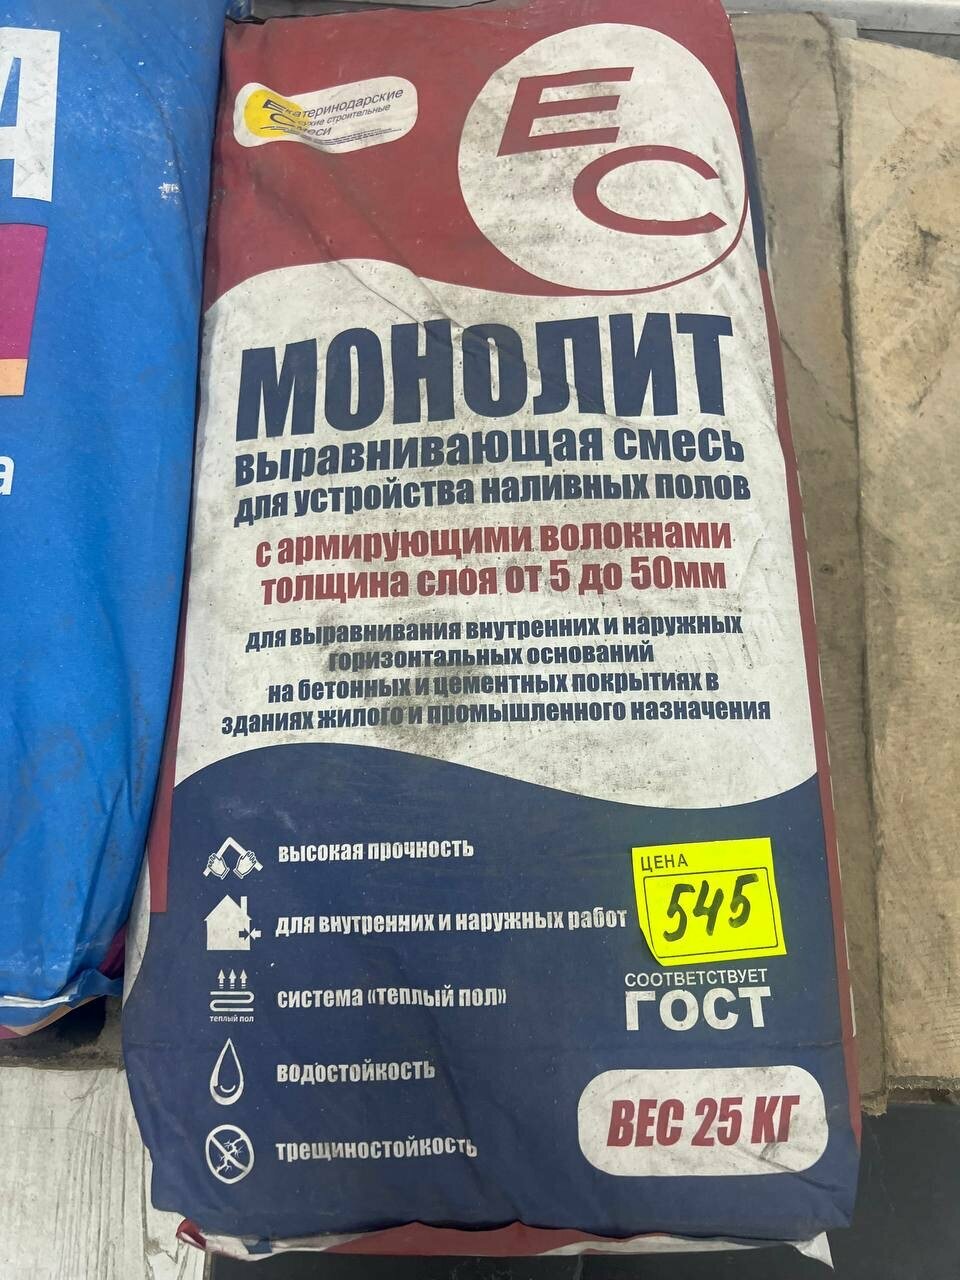 А
а
Екатеринодарские
Сухие строительные
Смеси
ЕС
МОНОЛИТ
выравнивающая смесь
для устройства наливных полов
с армирующими волокнами
толщина слоя от 5 до 50мм
для выравнивания внутренних и наружных
горизонтальных оснований
на бетонных и цементных покрытиях в
зданиях жилого и промышленного назначения
высокая прочность
ЦЕНА
545
для внутренних и наружных работ
СООТВЕТСТВУЕТ
ГОСТ
система «теплый пол»
теплый пол
водостойкость
ВЕС 25 КГ
трещиностойкость